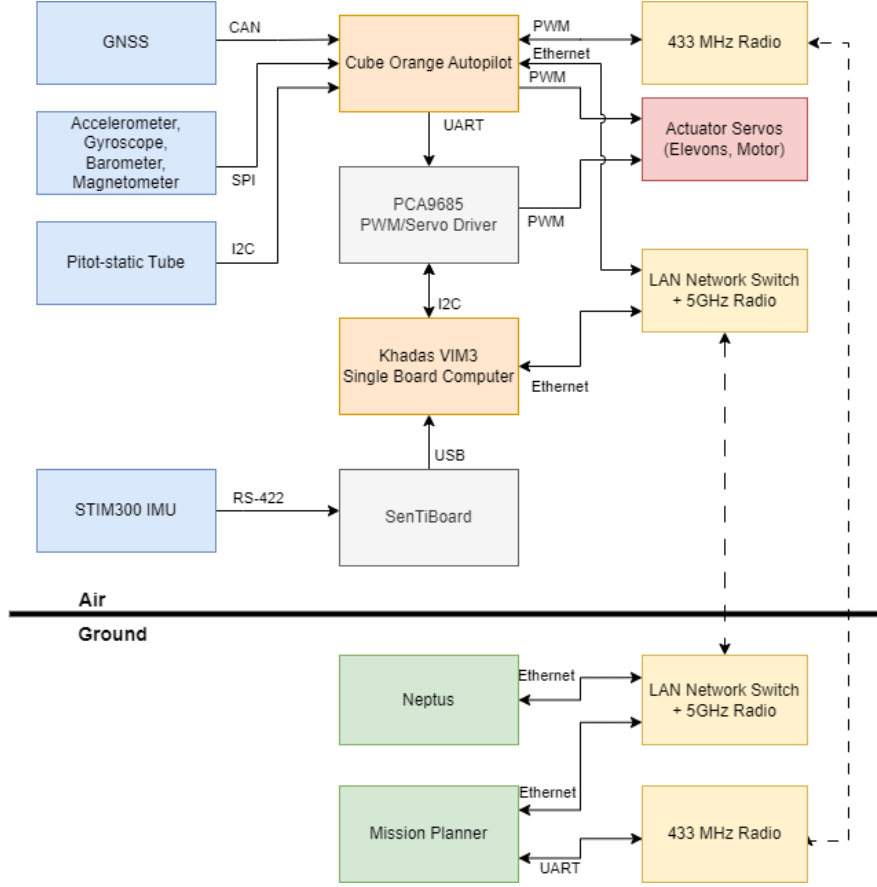 GNSS
CAN
Cube Orange Autopilot
PWM
Ethernet
PWM
433 MHz Radio
Accelerometer,
Gyroscope,
Barometer,
Magnetometer
SPI
UART
Actuator Servos
(Elevons, Motor)
PCA9685
PWM/Servo Driver
PWM
Pitot-static Tube
I2C
LAN Network Switch
+ 5GHz Radio
I2C
Khadas VIM3
Single Board Computer
Ethernet
USB
STIM300 IMU
RS-422
SenTiBoard
Air
Ground
Neptus
Ethernet
LAN Network Switch
+ 5GHz Radio
Ethernet
Mission Planner
UART
433 MHz Radio